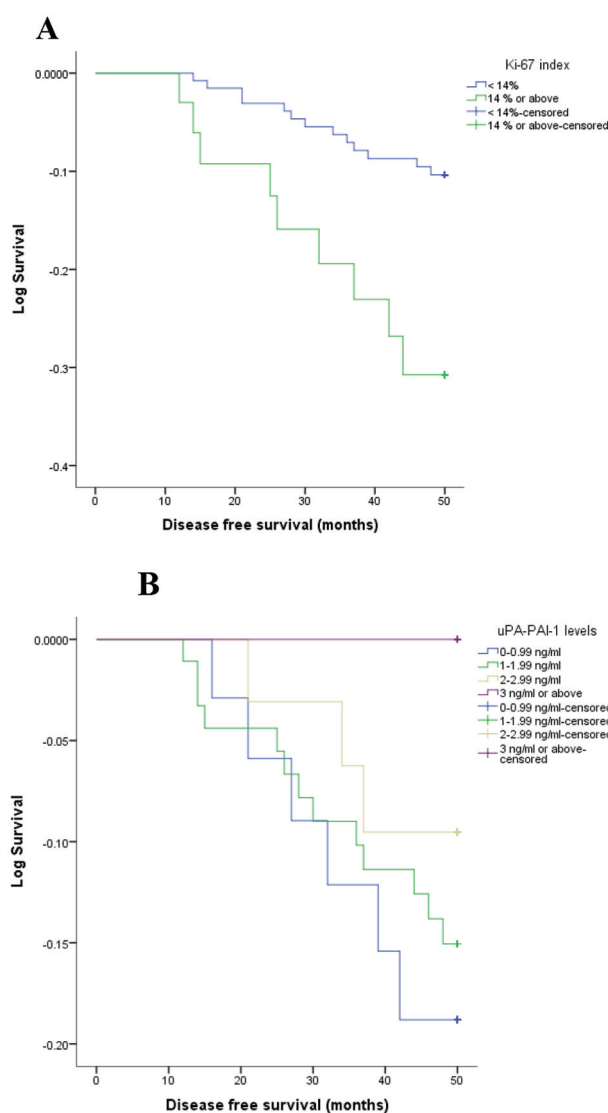 A
Ki-67 index
< 14%
14 % or above
< 14%-censored
14 % or above-censored
0.0000
-0.1
-0.2
-0.3
-0.4
Log Survival
0 10 20 30 40 50
Disease free survival (months)
B
uPA-PAI-1 levels
0-0.99 ng/ml
1-1.99 ng/ml
2-2.99 ng/ml
3 ng/ml or above
0-0.99 ng/ml-censored
1-1.99 ng/ml-censored
2-2.99 ng/ml-censored
3 ng/ml or above-
censored
0.0000
-0.05
-0.10
-0.15
-0.20
Log Survival
0 10 20 30 40 50
Disease free survival (months)